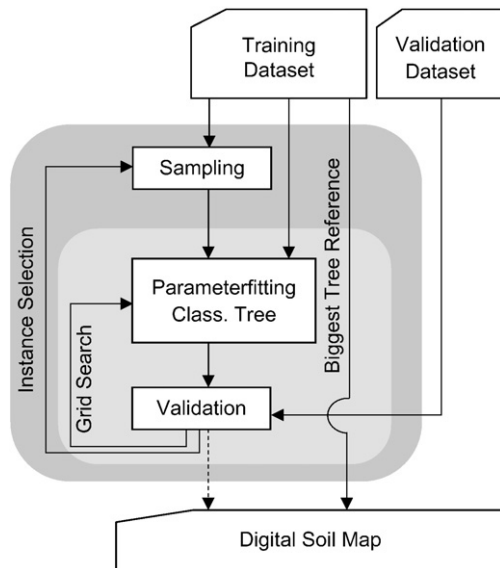 Training
Dataset
Validation
Dataset
Sampling
Instance Selection
Biggest Tree Reference
Parameterfitting
Class. Tree
Grid Search
Validation
Digital Soil Map